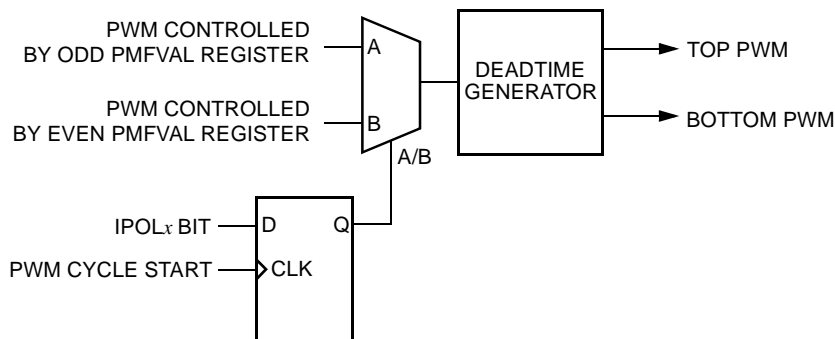 PWM CONTROLLED
BY ODD PMFVAL REGISTER
A
DEADTIME
GENERATOR
TOP PWM
PWM CONTROLLED
BY EVEN PMFVAL REGISTER
B
BOTTOM PWM
A/B
IPOLx BIT
D
Q
PWM CYCLE START
CLK